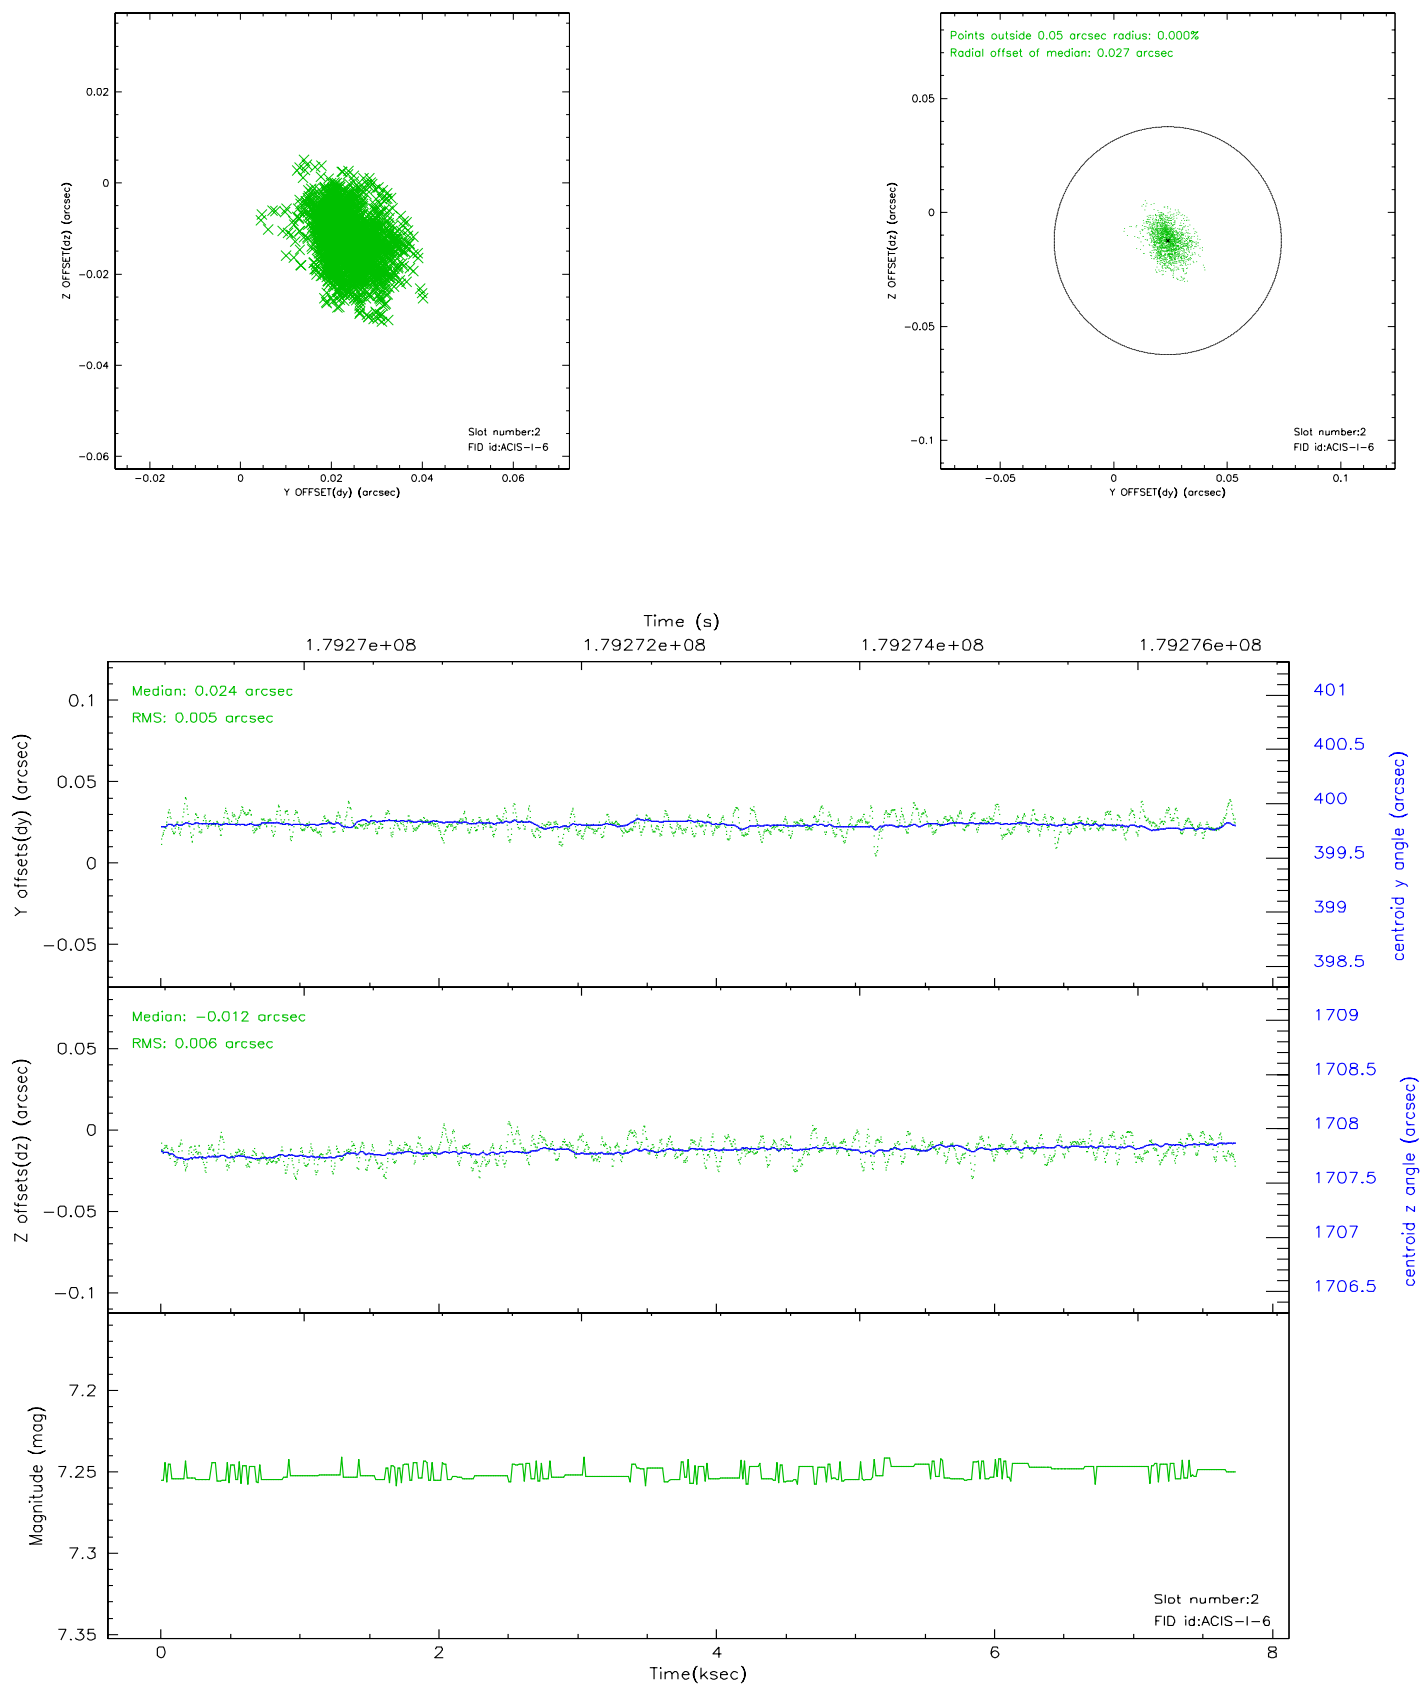 0.02
0
−0.02
−0.04
−0.06
Z OFFSET(dz) (arcsec)
−0.02 0 0.02 0.04 0.06
Y OFFSET(dy) (arcsec)
Slot number:2
FID id:ACIS−I−6
Points outside 0.05 arcsec radius: 0.000%
Radial offset of median: 0.027 arcsec
0.05
0
−0.05
−0.1
Z OFFSET(dz) (arcsec)
−0.05 0 0.05 0.1
Y OFFSET(dy) (arcsec)
Slot number:2
FID id:ACIS−I−6
Time (s)
1.7927e+08 1.79272e+08 1.79274e+08 1.79276e+08
Median: 0.024 arcsec
RMS: 0.005 arcsec
0.1
0.05
0
−0.05
Y offsets(dy) (arcsec)
401
400.5
400
399.5
399
398.5
centroid y angle (arcsec)
Median: −0.012 arcsec
RMS: 0.006 arcsec
0.05
0
−0.05
−0.1
Z offsets(dz) (arcsec)
1709
1708.5
1708
1707.5
1707
1706.5
centroid z angle (arcsec)
7.2
7.25
7.3
7.35
Magnitude (mag)
Slot number:2
FID id:ACIS−I−6
0 2 4 6 8
Time(ksec)